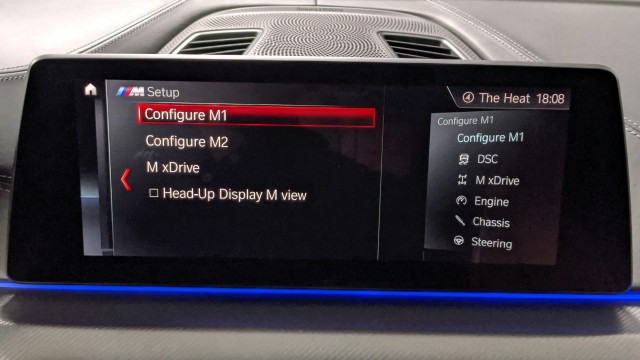 M Setup
The Heat 18:08
Configure M1
Configure M2
M xDrive
Head-Up Display M view
Configure M1
Configure M1
DSC
M xDrive
Engine
Chassis
Steering